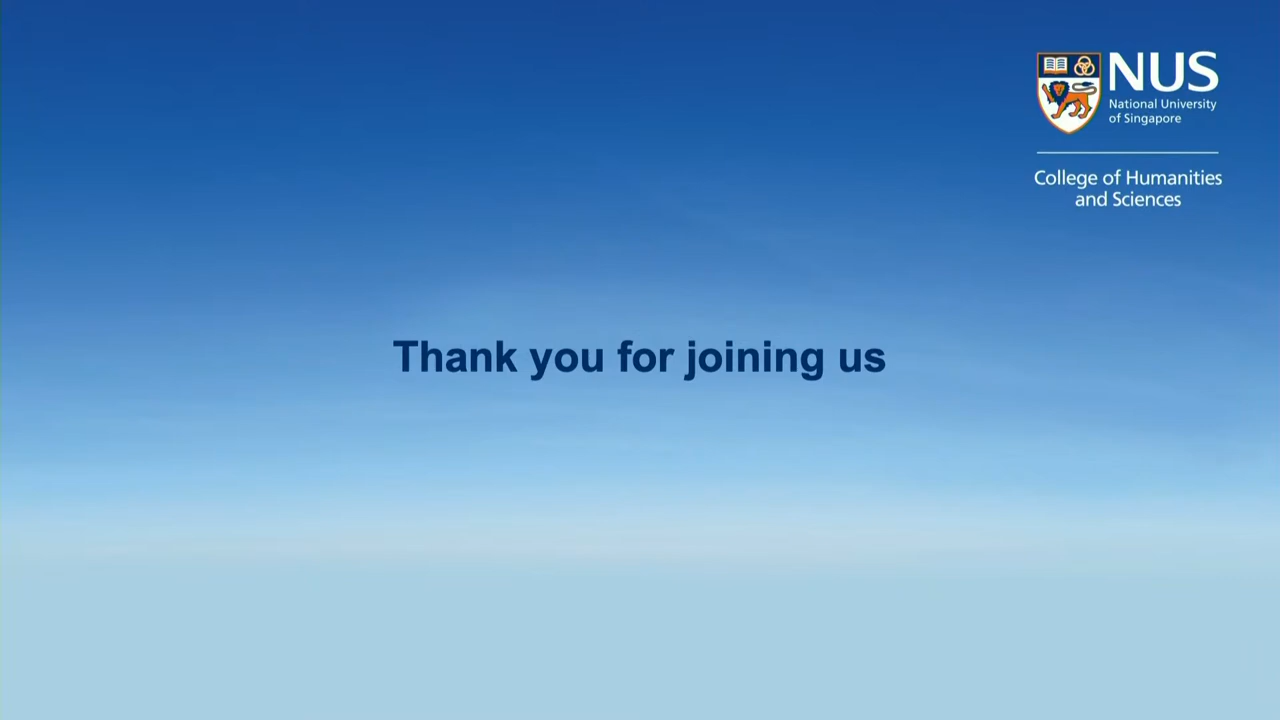 NUS
National University
of Singapore
College of Humanities
and Sciences
Thank you for joining us